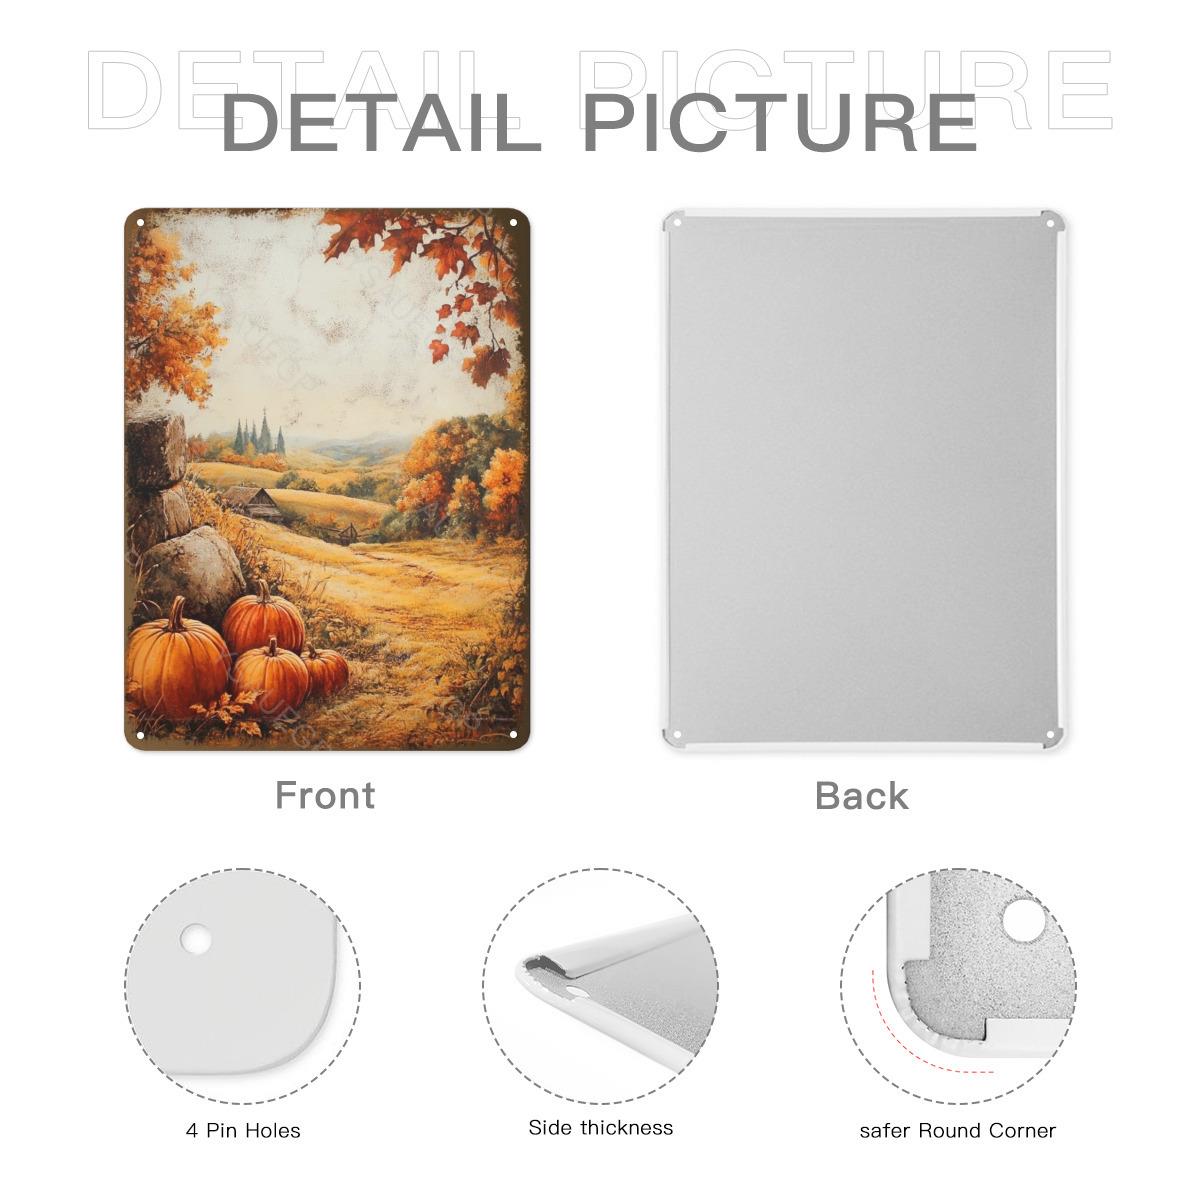 DETAIL PICTURE
DETAIL PICTURE
Front
Back
4 Pin Holes
Side thickness
safer Round Corner